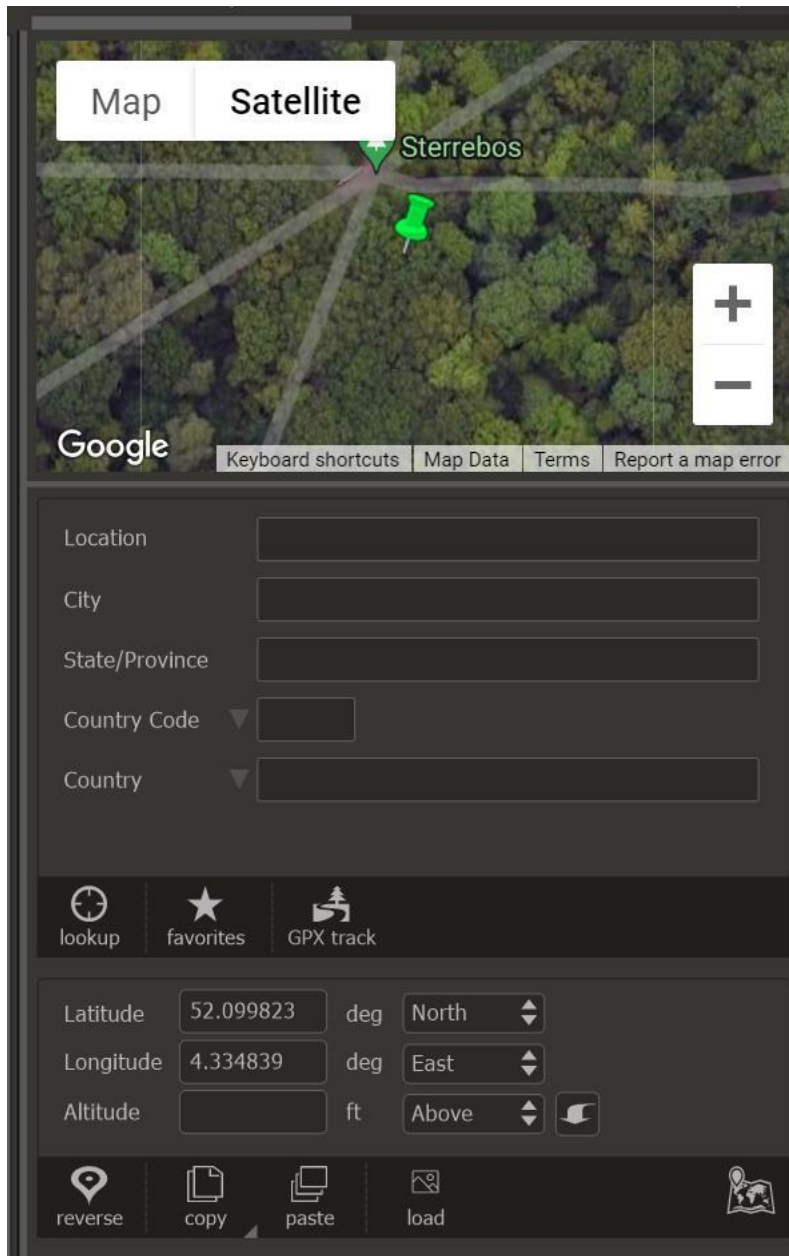 Map Satellite
Sterrebos
+
−
Google
Keyboard shortcuts Map Data Terms Report a map error
Location
City
State/Province
Country Code
Country
lookup favorites GPX track
Latitude 52.099823 deg North
Longitude 4.334839 deg East
Altitude ft Above
reverse copy paste load